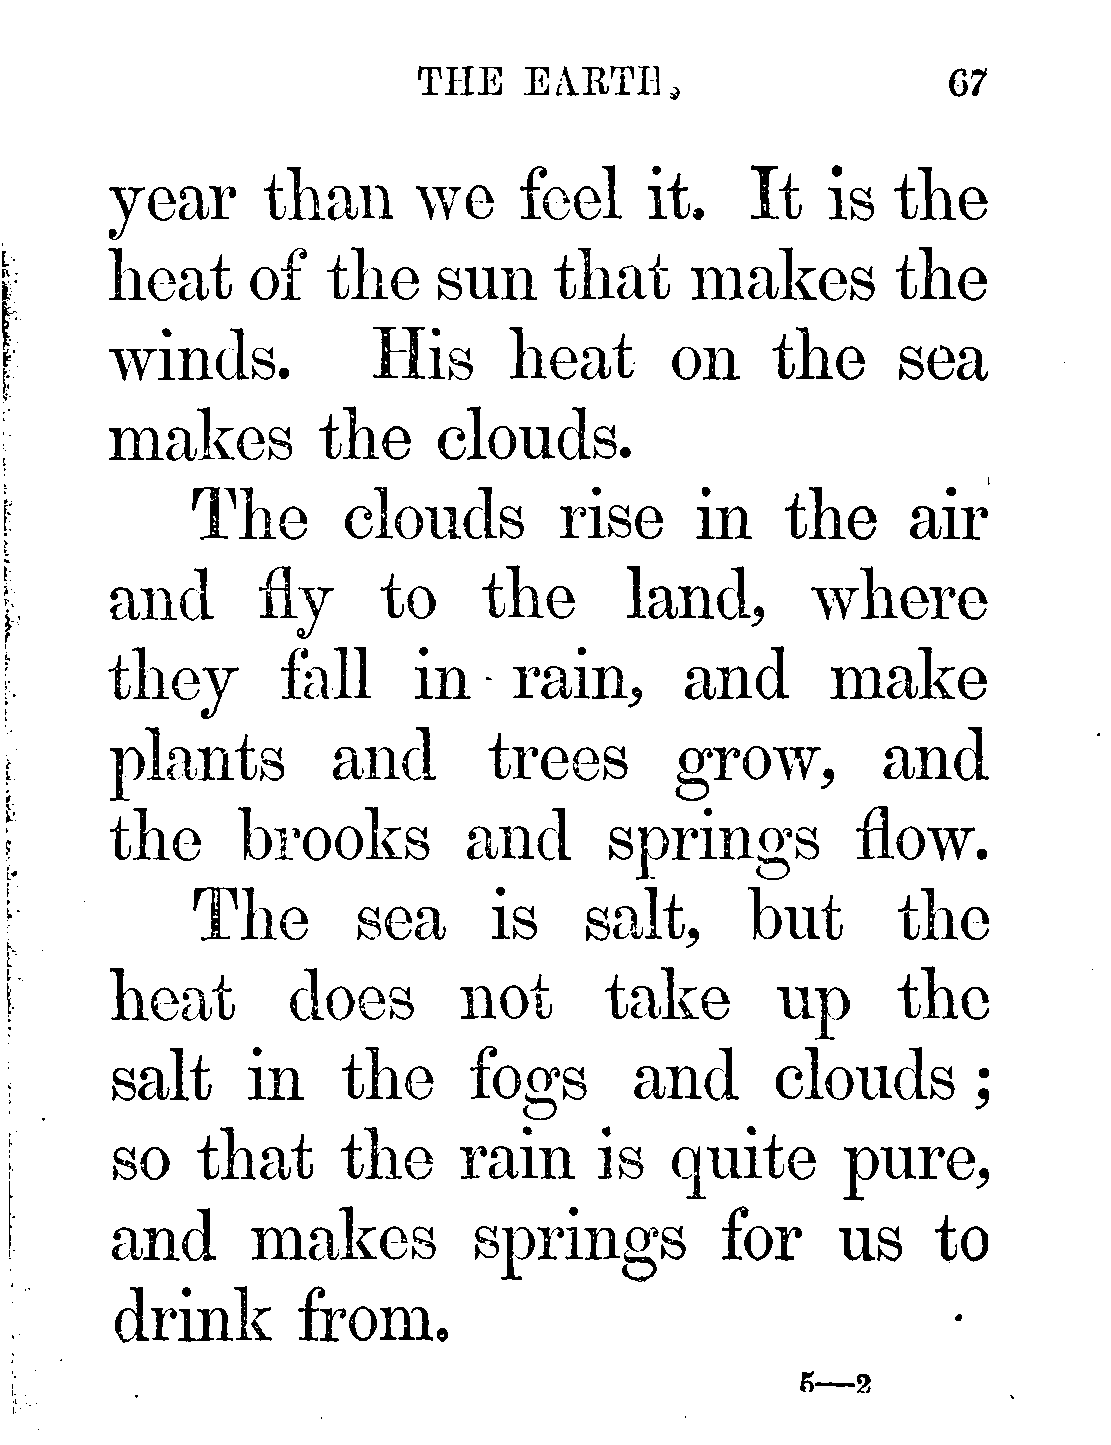 THE EARTH, 67
year than we feel it. It is the
heat of the sun that makes the
winds. His heat on the sea
makes the clouds.
The clouds rise in the air
and fly to the land, where
they fall in rain, and make
plants and trees grow, and
the brooks and springs flow.
The sea is salt, but the
heat does not take up the
salt in the fogs and clouds ;
so that the rain is quite pure,
and makes springs for us to
drink from.
5—2